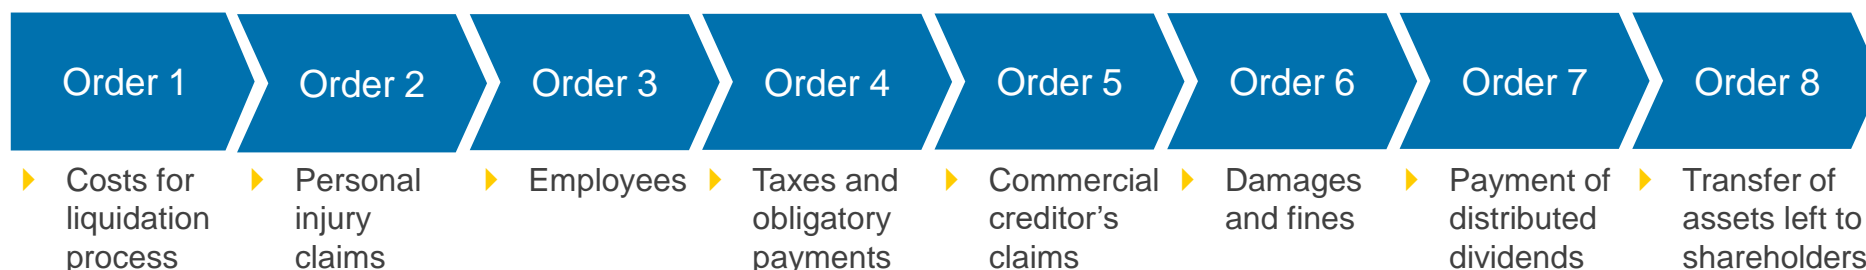 Order 1
Order 2
Order 3
Order 4
Order 5
Order 6
Order 7
Order 8
Costs for
liquidation
process
Personal
injury
claims
Employees
Taxes and
obligatory
payments
Commercial
creditor's
claims
Damages
and fines
Payment of
distributed
dividends
Transfer of
assets left to
shareholders